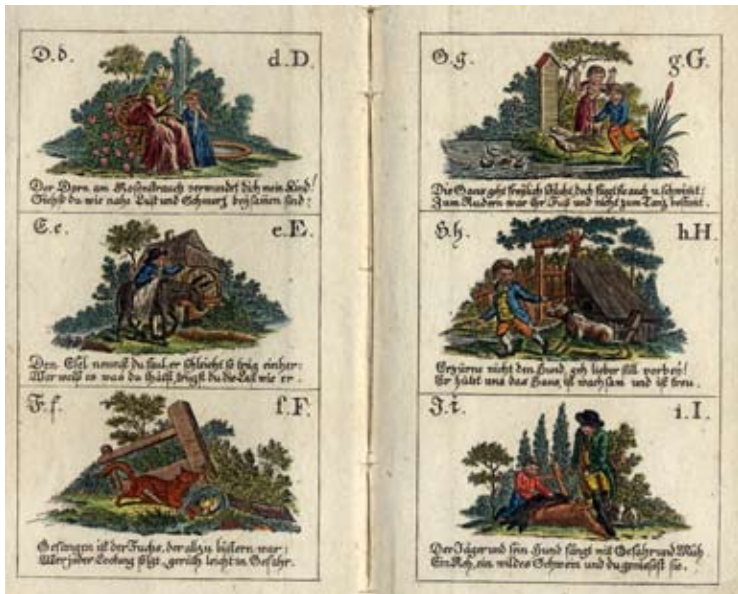 D.d. d.D.
Der Dorn am Rosenstrauch verwundet dich mein Kind!
Siehst du wie nahe Lust und Schmerz beysamen sind?
E.e. e.E.
Den Esel nennst du faul, er schleicht so träg einher:
Wer weiß es was du thätst, trügst du die Last wie er.
F.f. f.F.
Gefangen ist der Fuchs, der allzu lüstern war:
Wer jeder Lockung folgt, geräth leicht in Gefahr.
G.g. g.G.
Die Gans geht freylich schlecht, doch fliegt sie auch u. schwimt:
Zum Rudern war ihr Fuß und nicht zum Tanz bestimt.
H.h. h.H.
Erzürne nicht den Hund, geh lieber still vorbey!
Er hütet uns das Haus, ist wachsam und ist treu.
I.i. i.I.
Der Jäger und sein Hund fängt mit Gefahr und Müh
Ein Reh, ein wildes Schwein und du genießest sie.